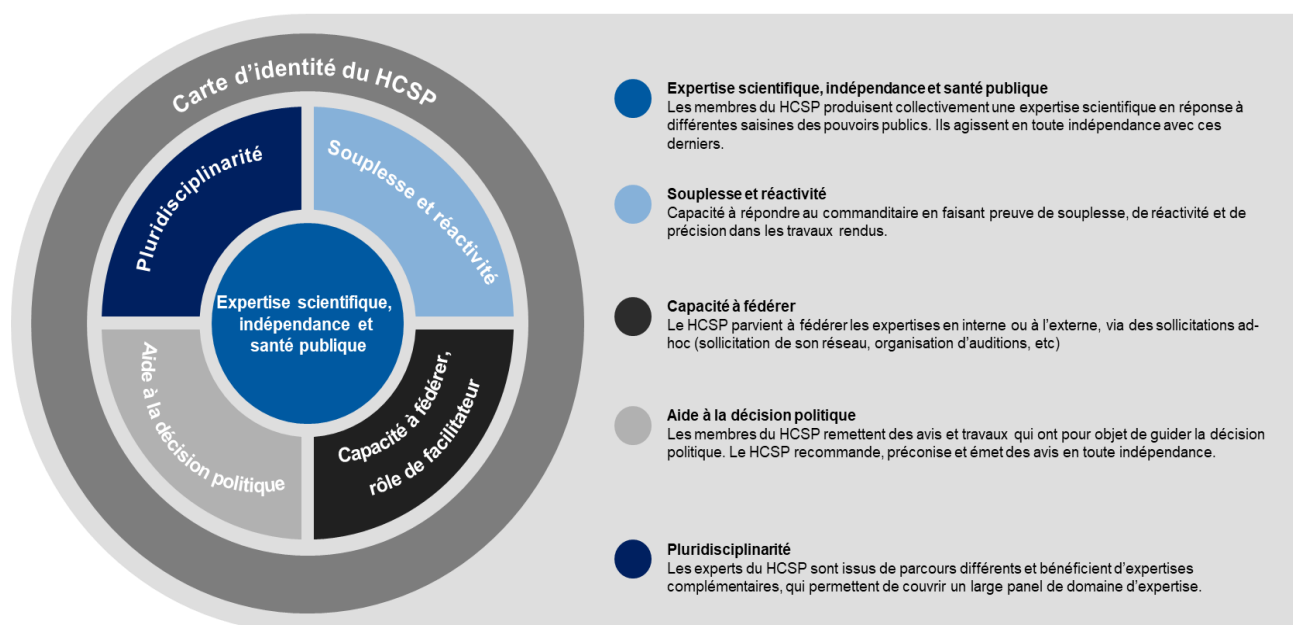 Carte d'identité du HCSP
Pluridisciplinarité
Souplesse et réactivité
Expertise scientifique,
indépendance et
santé publique
Aide à la décision politique
Capacité à fédérer,
rôle de facilitateur
Expertise scientifique, indépendance et santé publique
Les membres du HCSP produisent collectivement une expertise scientifique en réponse à
différentes saisines des pouvoirs publics. Ils agissent en toute indépendance avec ces
derniers.
Souplesse et réactivité
Capacité à répondre au commanditaire en faisant preuve de souplesse, de réactivité et de
précision dans les travaux rendus.
Capacité à fédérer
Le HCSP parvient à fédérer les expertises en interne ou à l'externe, via des sollicitations ad-
hoc (sollicitation de son réseau, organisation d'auditions, etc)
Aide à la décision politique
Les membres du HCSP remettent des avis et travaux qui ont pour objet de guider la décision
politique. Le HCSP recommande, préconise et émet des avis en toute indépendance.
Pluridisciplinarité
Les experts du HCSP sont issus de parcours différents et bénéficient d'expertises
complémentaires, qui permettent de couvrir un large panel de domaine d'expertise.